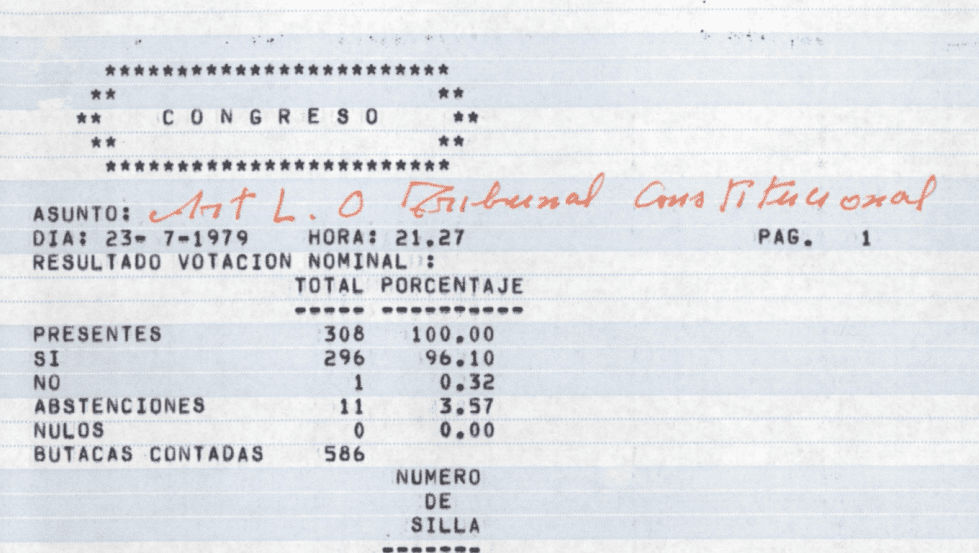 ************************
** **
** C O N G R E S O **
** **
************************
ASUNTO: Art L. O Tribunal Constitucional
DIA: 23- 7-1979 HORA: 21.27 PAG. 1
RESULTADO VOTACION NOMINAL :
TOTAL PORCENTAJE
----- ----------
PRESENTES 308 100.00
SI 296 96.10
NO 1 0.32
ABSTENCIONES 11 3.57
NULOS 0 0.00
BUTACAS CONTADAS 586
NUMERO
DE
SILLA
-------